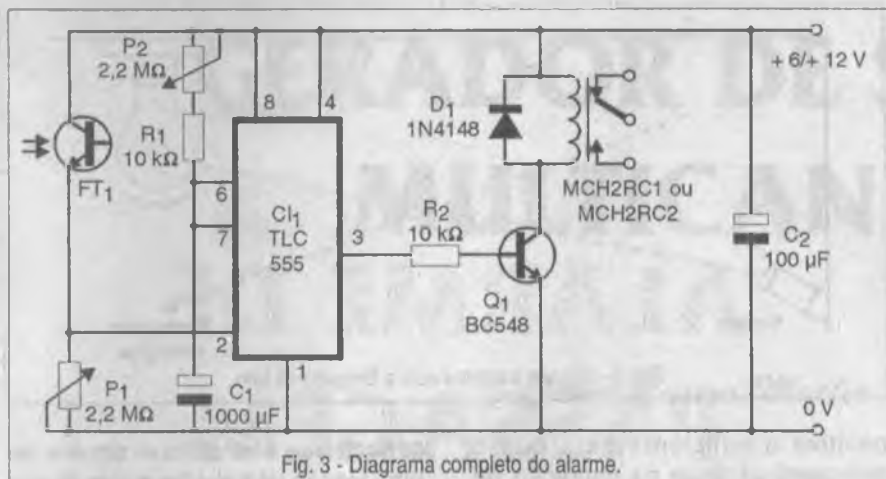 P2
2,2 MΩ
R1
10 kΩ
FT1
8
4
6
7
CI1
TLC
555
3
2
1
P1
2,2 MΩ
C1
1000 µF
R2
10 kΩ
D1
1N4148
MCH2RC1 ou
MCH2RC2
Q1
BC548
C2
100 µF
+ 6/+ 12 V
0 V
Fig. 3 - Diagrama completo do alarme.